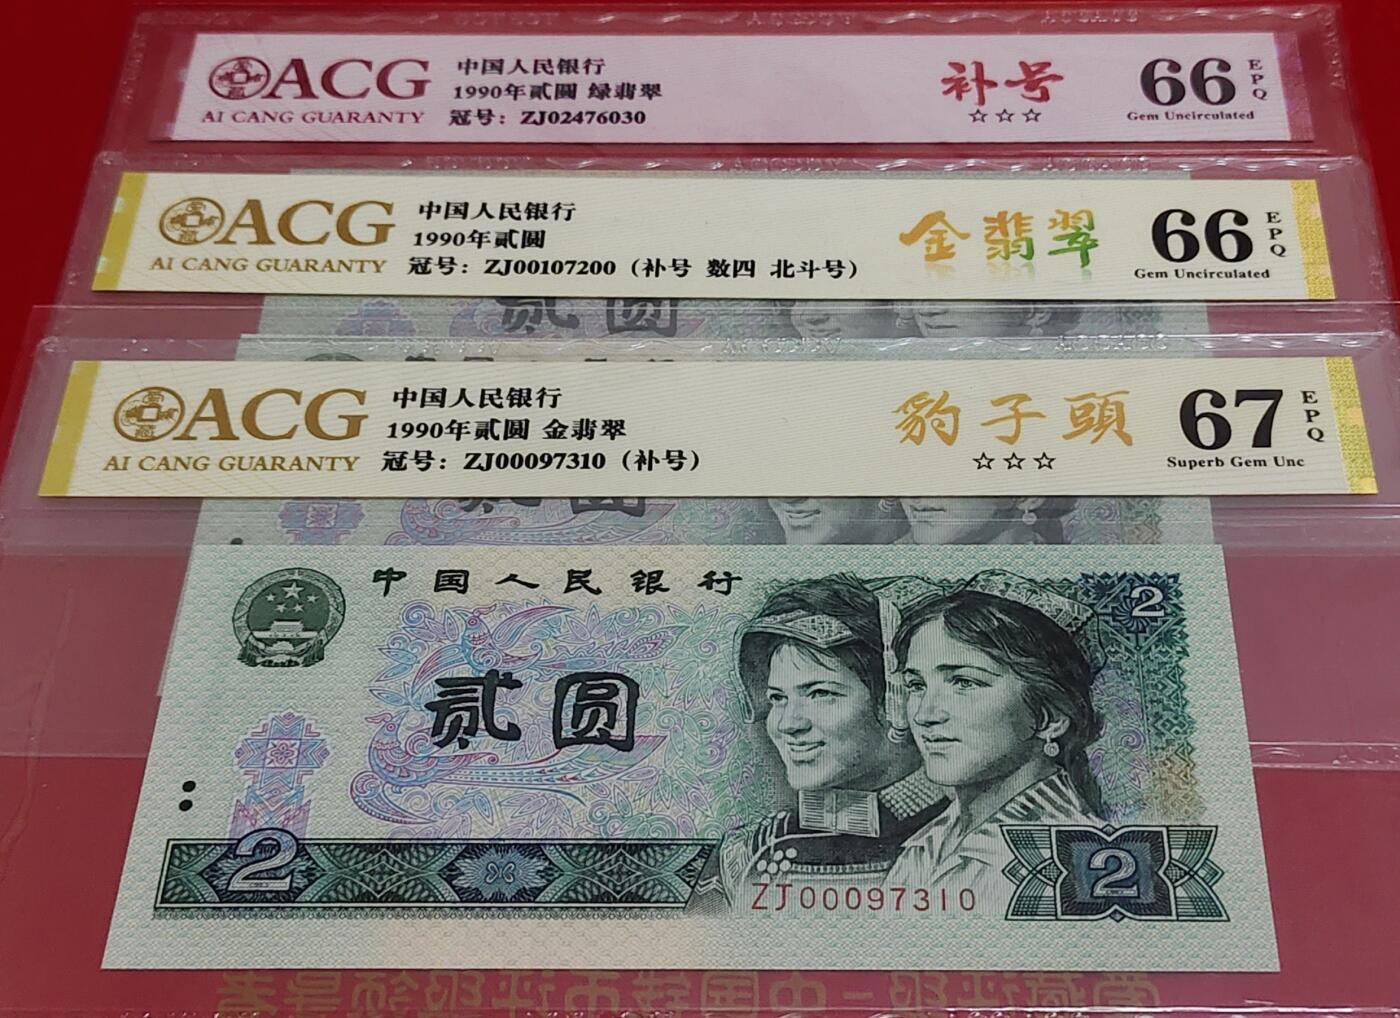 ACG
AI CANG GUARANTY
中国人民银行
1990年贰圆 绿翡翠
冠号：ZJ02476030
补号
☆☆☆
66
EPQ
Gem Uncirculated
ACG
AI CANG GUARANTY
中国人民银行
1990年贰圆
冠号：ZJ00107200（补号 数四 北斗号）
金翡翠
66
EPQ
Gem Uncirculated
贰圆
ACG
AI CANG GUARANTY
中国人民银行
1990年贰圆 金翡翠
冠号：ZJ00097310（补号）
豹子頭
☆☆☆
67
EPQ
Superb Gem Unc
贰圆
中国人民银行
2
贰圆
2
2
ZJ00097310